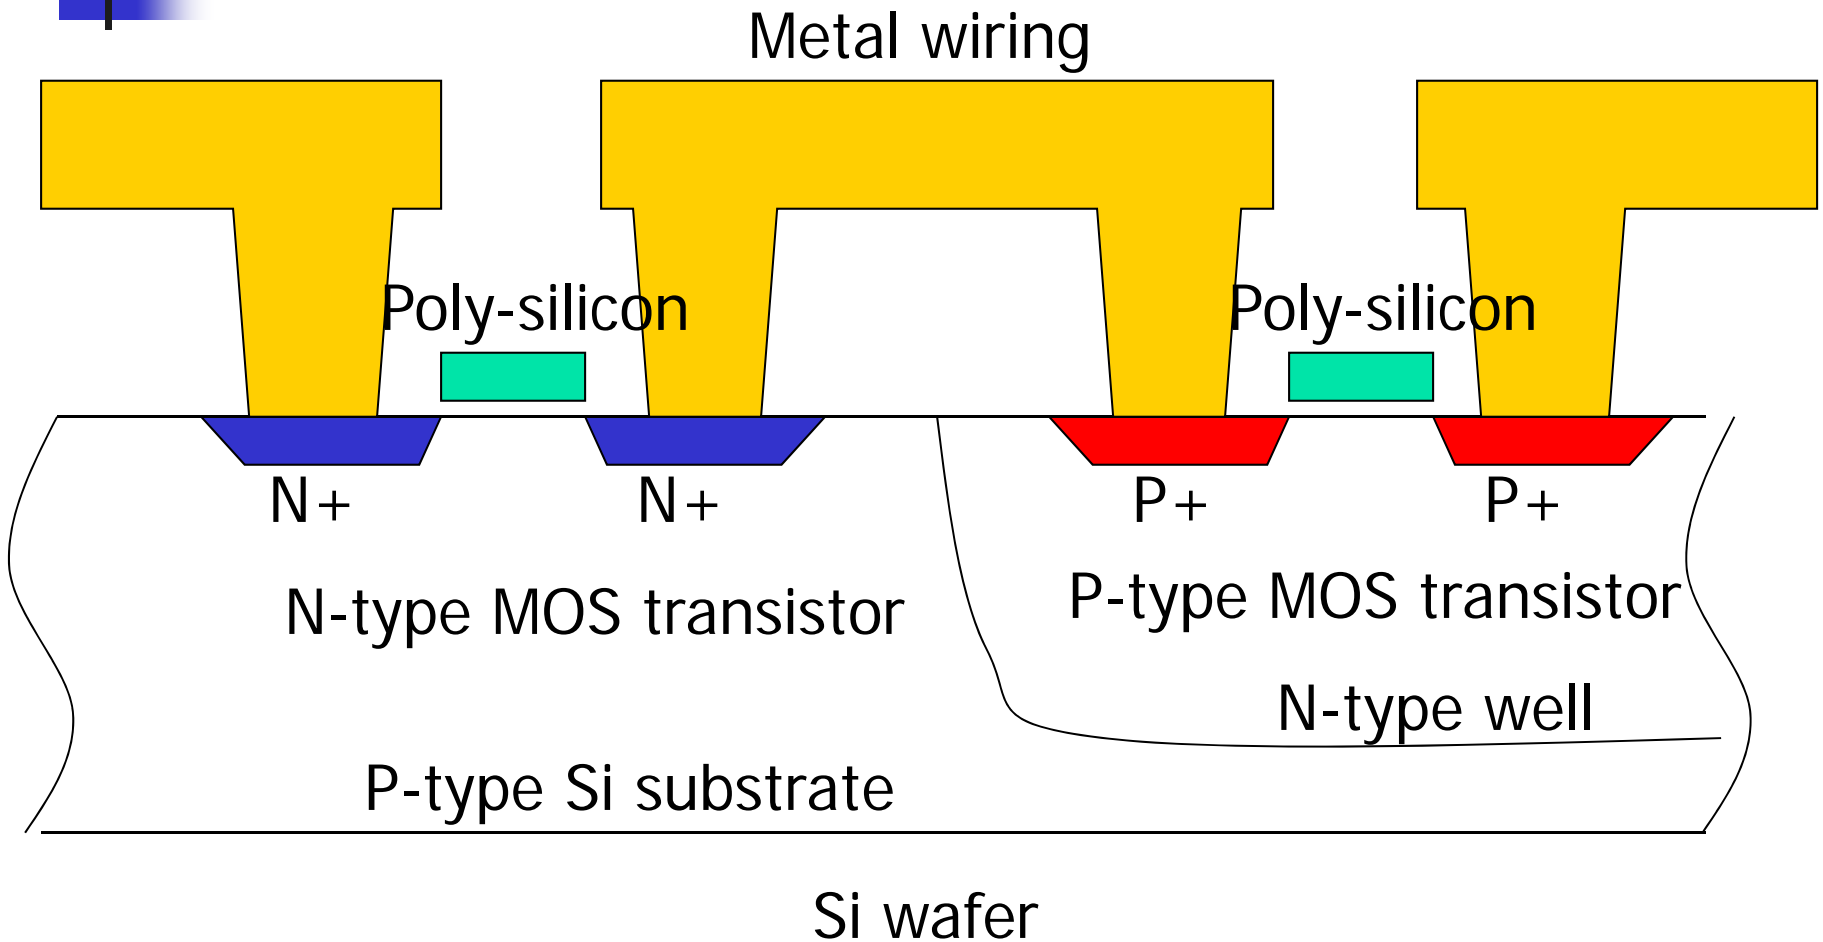 Metal wiring
Poly-silicon
Poly-silicon
N+
N+
P+
P+
N-type MOS transistor
P-type MOS transistor
N-type well
P-type Si substrate
Si wafer